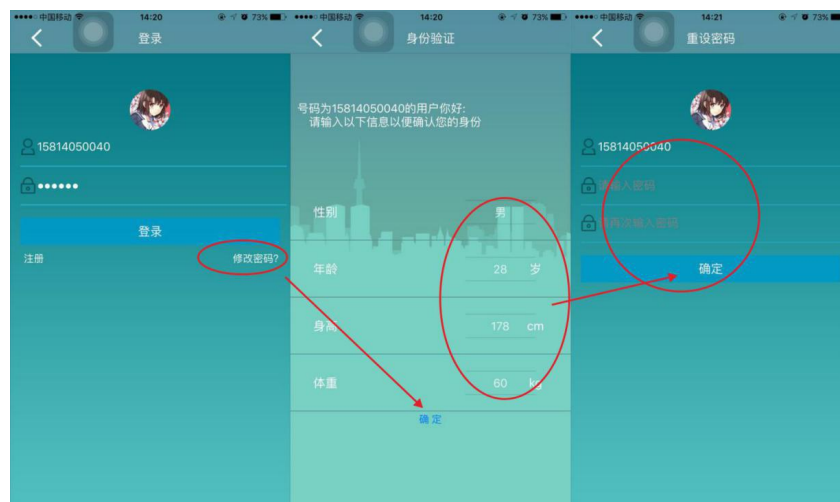 中国移动 14:20 73%
登录
15814050040
••••••
登录
注册 修改密码?
中国移动 14:20 73%
身份验证
号码为15814050040的用户你好:
请输入以下信息以便确认您的身份
性别 男
年龄 28 岁
身高 178 cm
体重 60 kg
确定
中国移动 14:21 73%
重设密码
15814050040
请输入密码
请再次输入密码
确定